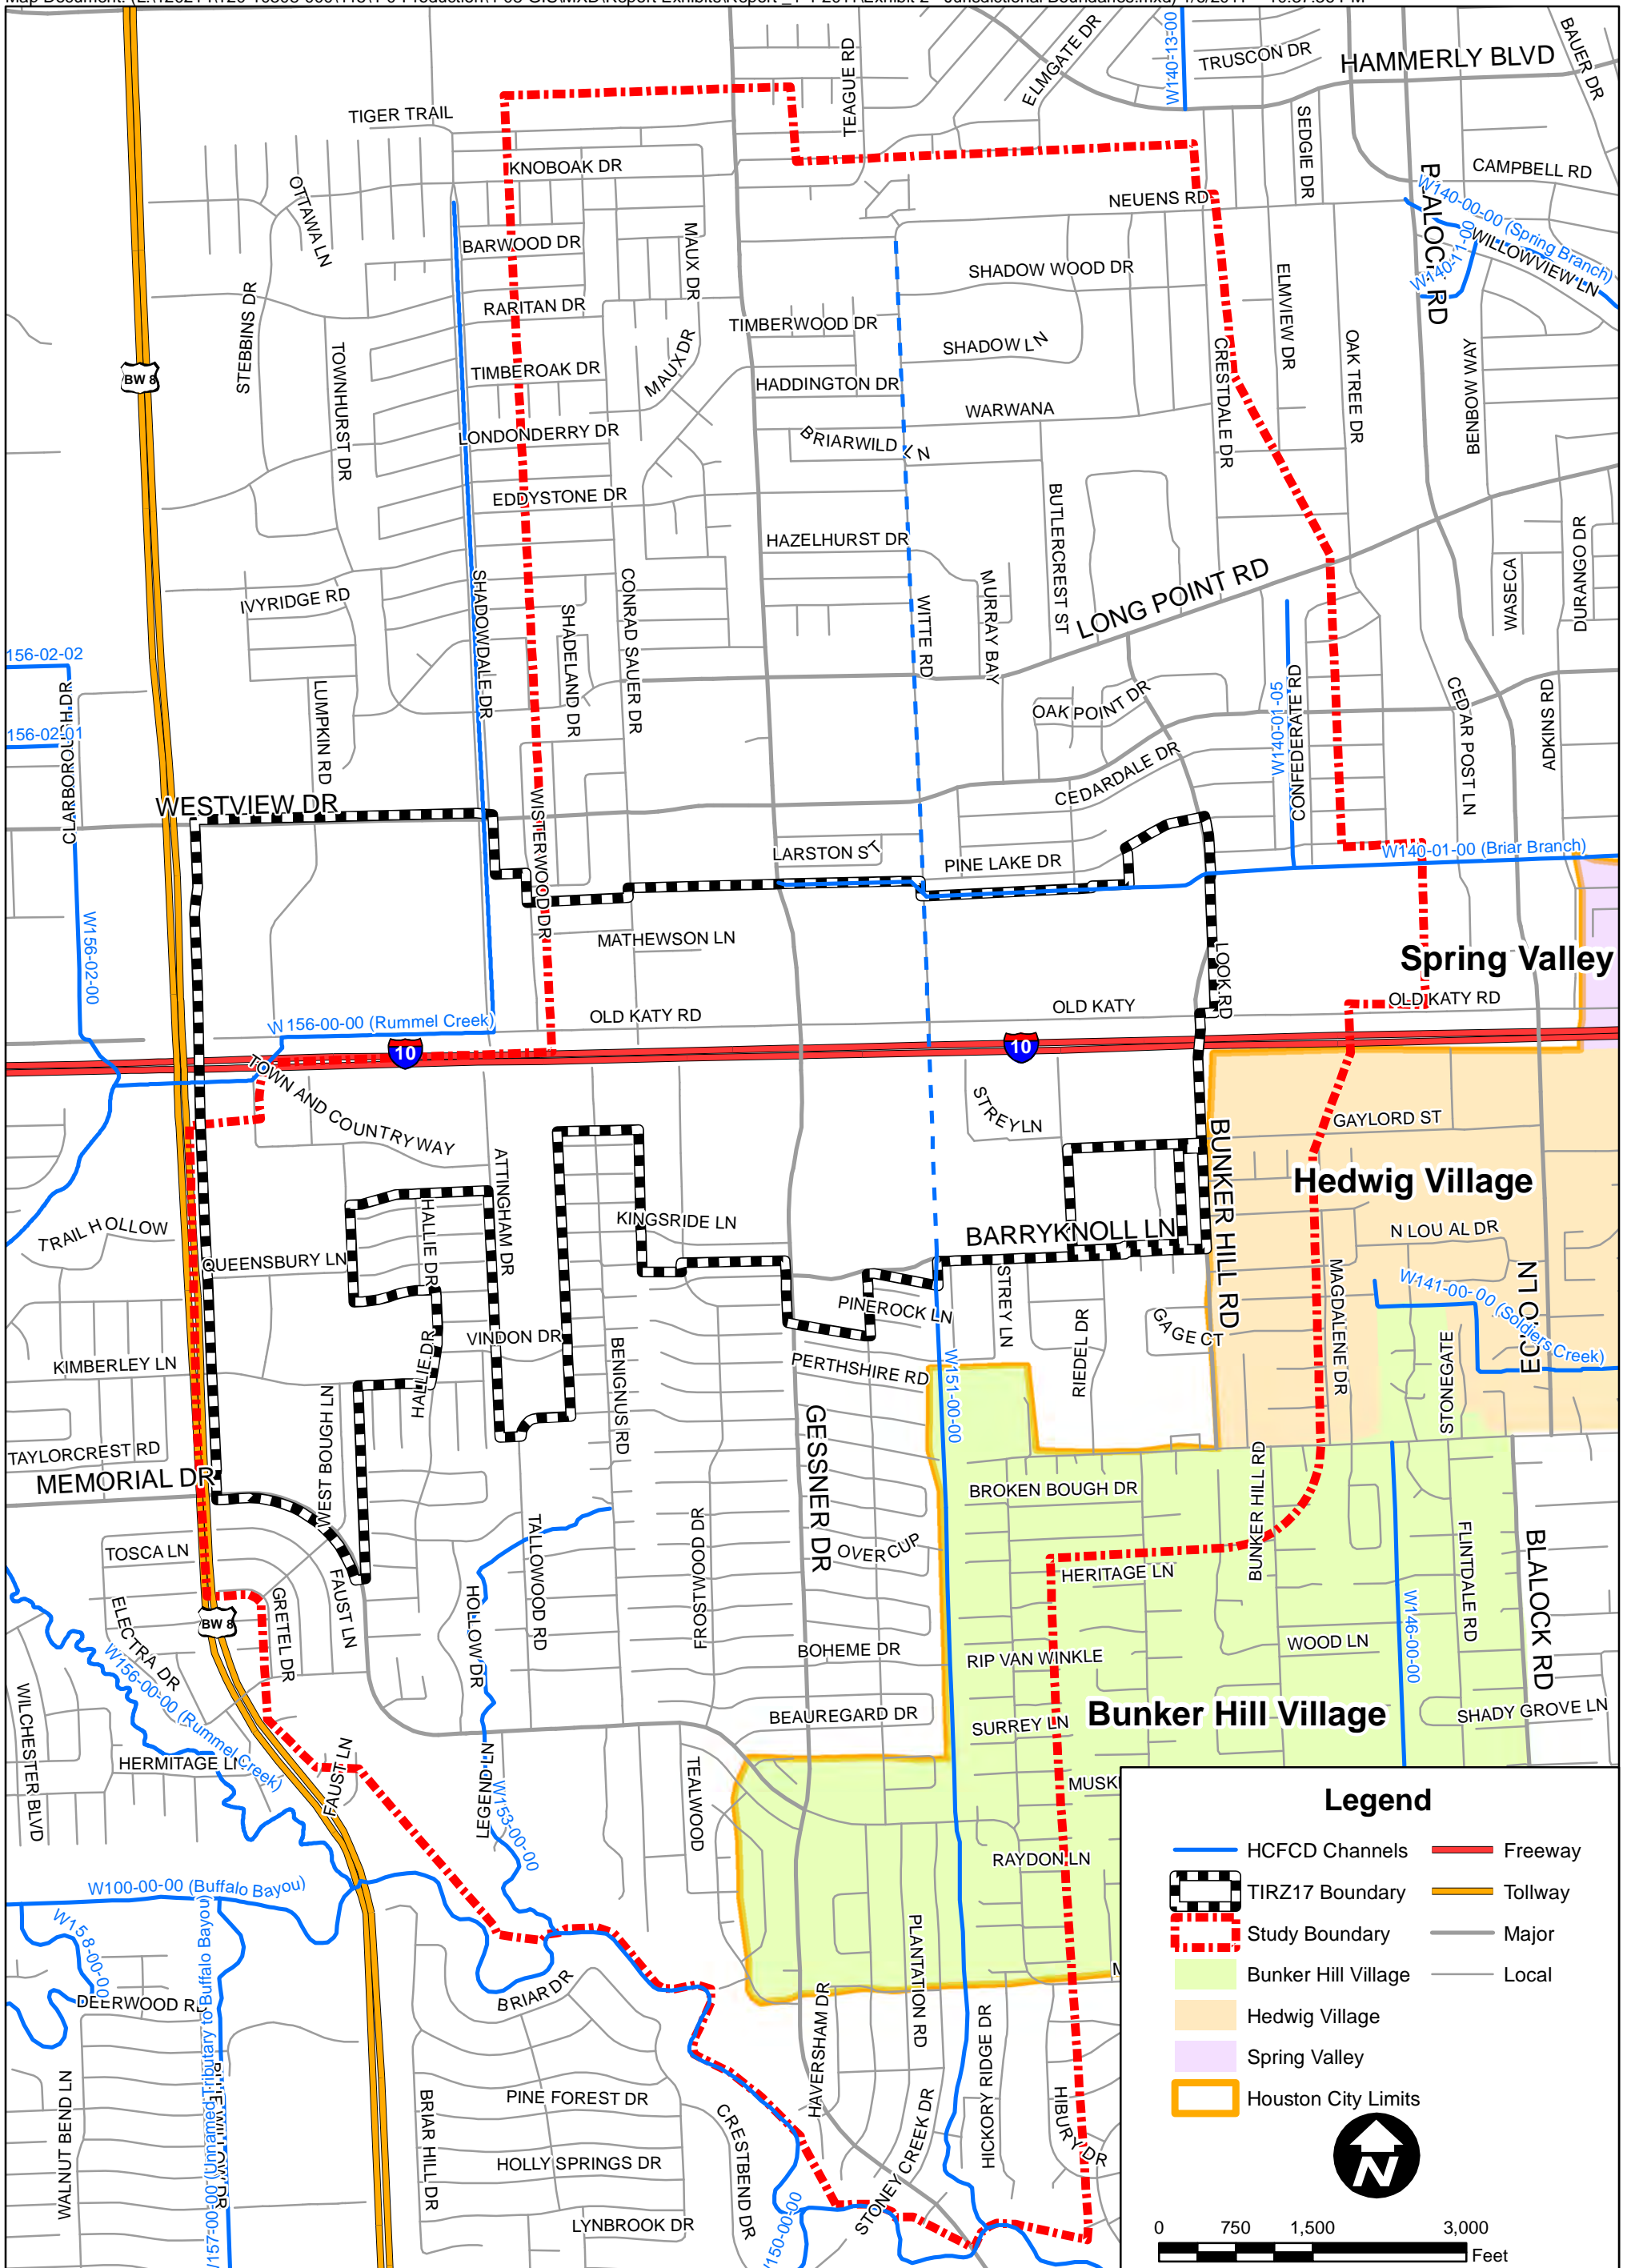 TIGER TRAIL
TEAGUE RD
ELMGATE DR
W140-13-00
TRUSCON DR
HAMMERLY BLVD
BAUER DR
KNOBOAK DR
OTTAWA LN
SEDGIE DR
CAMPBELL RD
BLALOCK RD
W140-00-00 (Spring Branch)
W140-11-00
WILLOWVIEW LN
NEUENS RD
BARWOOD DR
MAUX DR
SHADOW WOOD DR
ELMVIEW DR
STEBBINS DR
RARITAN DR
TIMBERWOOD DR
SHADOW LN
CRESTDALE DR
OAK TREE DR
BENBOW WAY
BW 8
TOWNHURST DR
TIMBEROAK DR
MAUX DR
HADDINGTON DR
WARWANA
LONDONDERRY DR
BRIARWILD LN
EDDYSTONE DR
BUTLERCREST ST
HAZELHURST DR
LONG POINT RD
WASECA
DURANGO DR
IVYRIDGE RD
SHADOWDALE DR
SHADELAND DR
CONRAD SAUER DR
WITTE RD
MURRAY BAY
156-02-02
CLARBOROUGH DR
156-02-01
LUMPKIN RD
OAK POINT DR
W140-01-05
CONFEDERATE RD
CEDAR POST LN
ADKINS RD
WESTVIEW DR
WISTERWOOD DR
CEDARDALE DR
LARSTON ST
PINE LAKE DR
W140-01-00 (Briar Branch)
W156-02-00
MATHEWSON LN
LOOK RD
Spring Valley
OLD KATY RD
OLD KATY
OLD KATY RD
W156-00-00 (Rummel Creek)
10
10
TOWN AND COUNTRY WAY
STREY LN
GAYLORD ST
BUNKER HILL RD
Hedwig Village
ATTINGHAM DR
TRAIL HOLLOW
HALLIE DR
KINGSRIDE LN
BARRYKNOLL LN
N LOU AL DR
QUEENSBURY LN
STREY LN
MAGDALENE DR
W141-00-00 (Soldiers Creek)
ECHO LN
PINEROCK LN
RIEDEL DR
GAGE CT
STONEGATE
KIMBERLEY LN
HALLIE DR
VINDON DR
BENIGNUS RD
PERTHSHIRE RD
W151-00-00
WEST BOUGH LN
GESSNER DR
TAYLORCREST RD
MEMORIAL DR
BROKEN BOUGH DR
BUNKER HILL RD
TOSCA LN
FAUST LN
TALLOWOOD RD
FROSTWOOD DR
OVERCUP
HERITAGE LN
FLINTDALE RD
BLALOCK RD
ELECTRA DR
BW 8
GRETEL DR
HOLLOW DR
W146-00-00
W156-00-00 (Rummel Creek)
BOHEME DR
RIP VAN WINKLE
WOOD LN
WILCHESTER BLVD
BEAUREGARD DR
SURREY LN
Bunker Hill Village
SHADY GROVE LN
HERMITAGE LN
FAUST LN
LEGEND LN
W153-00-00
TEALWOOD
RAYDON LN
W100-00-00 (Buffalo Bayou)
PLANTATION RD
BRIAR DR
DEERWOOD RD
HAVERSHAM DR
HICKORY RIDGE DR
HIBURY DR
WALNUT BEND LN
W157-00-00 (Unnamed Tributary to Buffalo Bayou)
BRIAR HILL DR
PINE FOREST DR
HOLLY SPRINGS DR
CRESTBEND DR
STONEY CREEK DR
LYNBROOK DR
Legend
HCFCD Channels
Freeway
TIRZ17 Boundary
Tollway
Study Boundary
Major
Bunker Hill Village
Local
Hedwig Village
Spring Valley
Houston City Limits
N
0 750 1,500 3,000
Feet